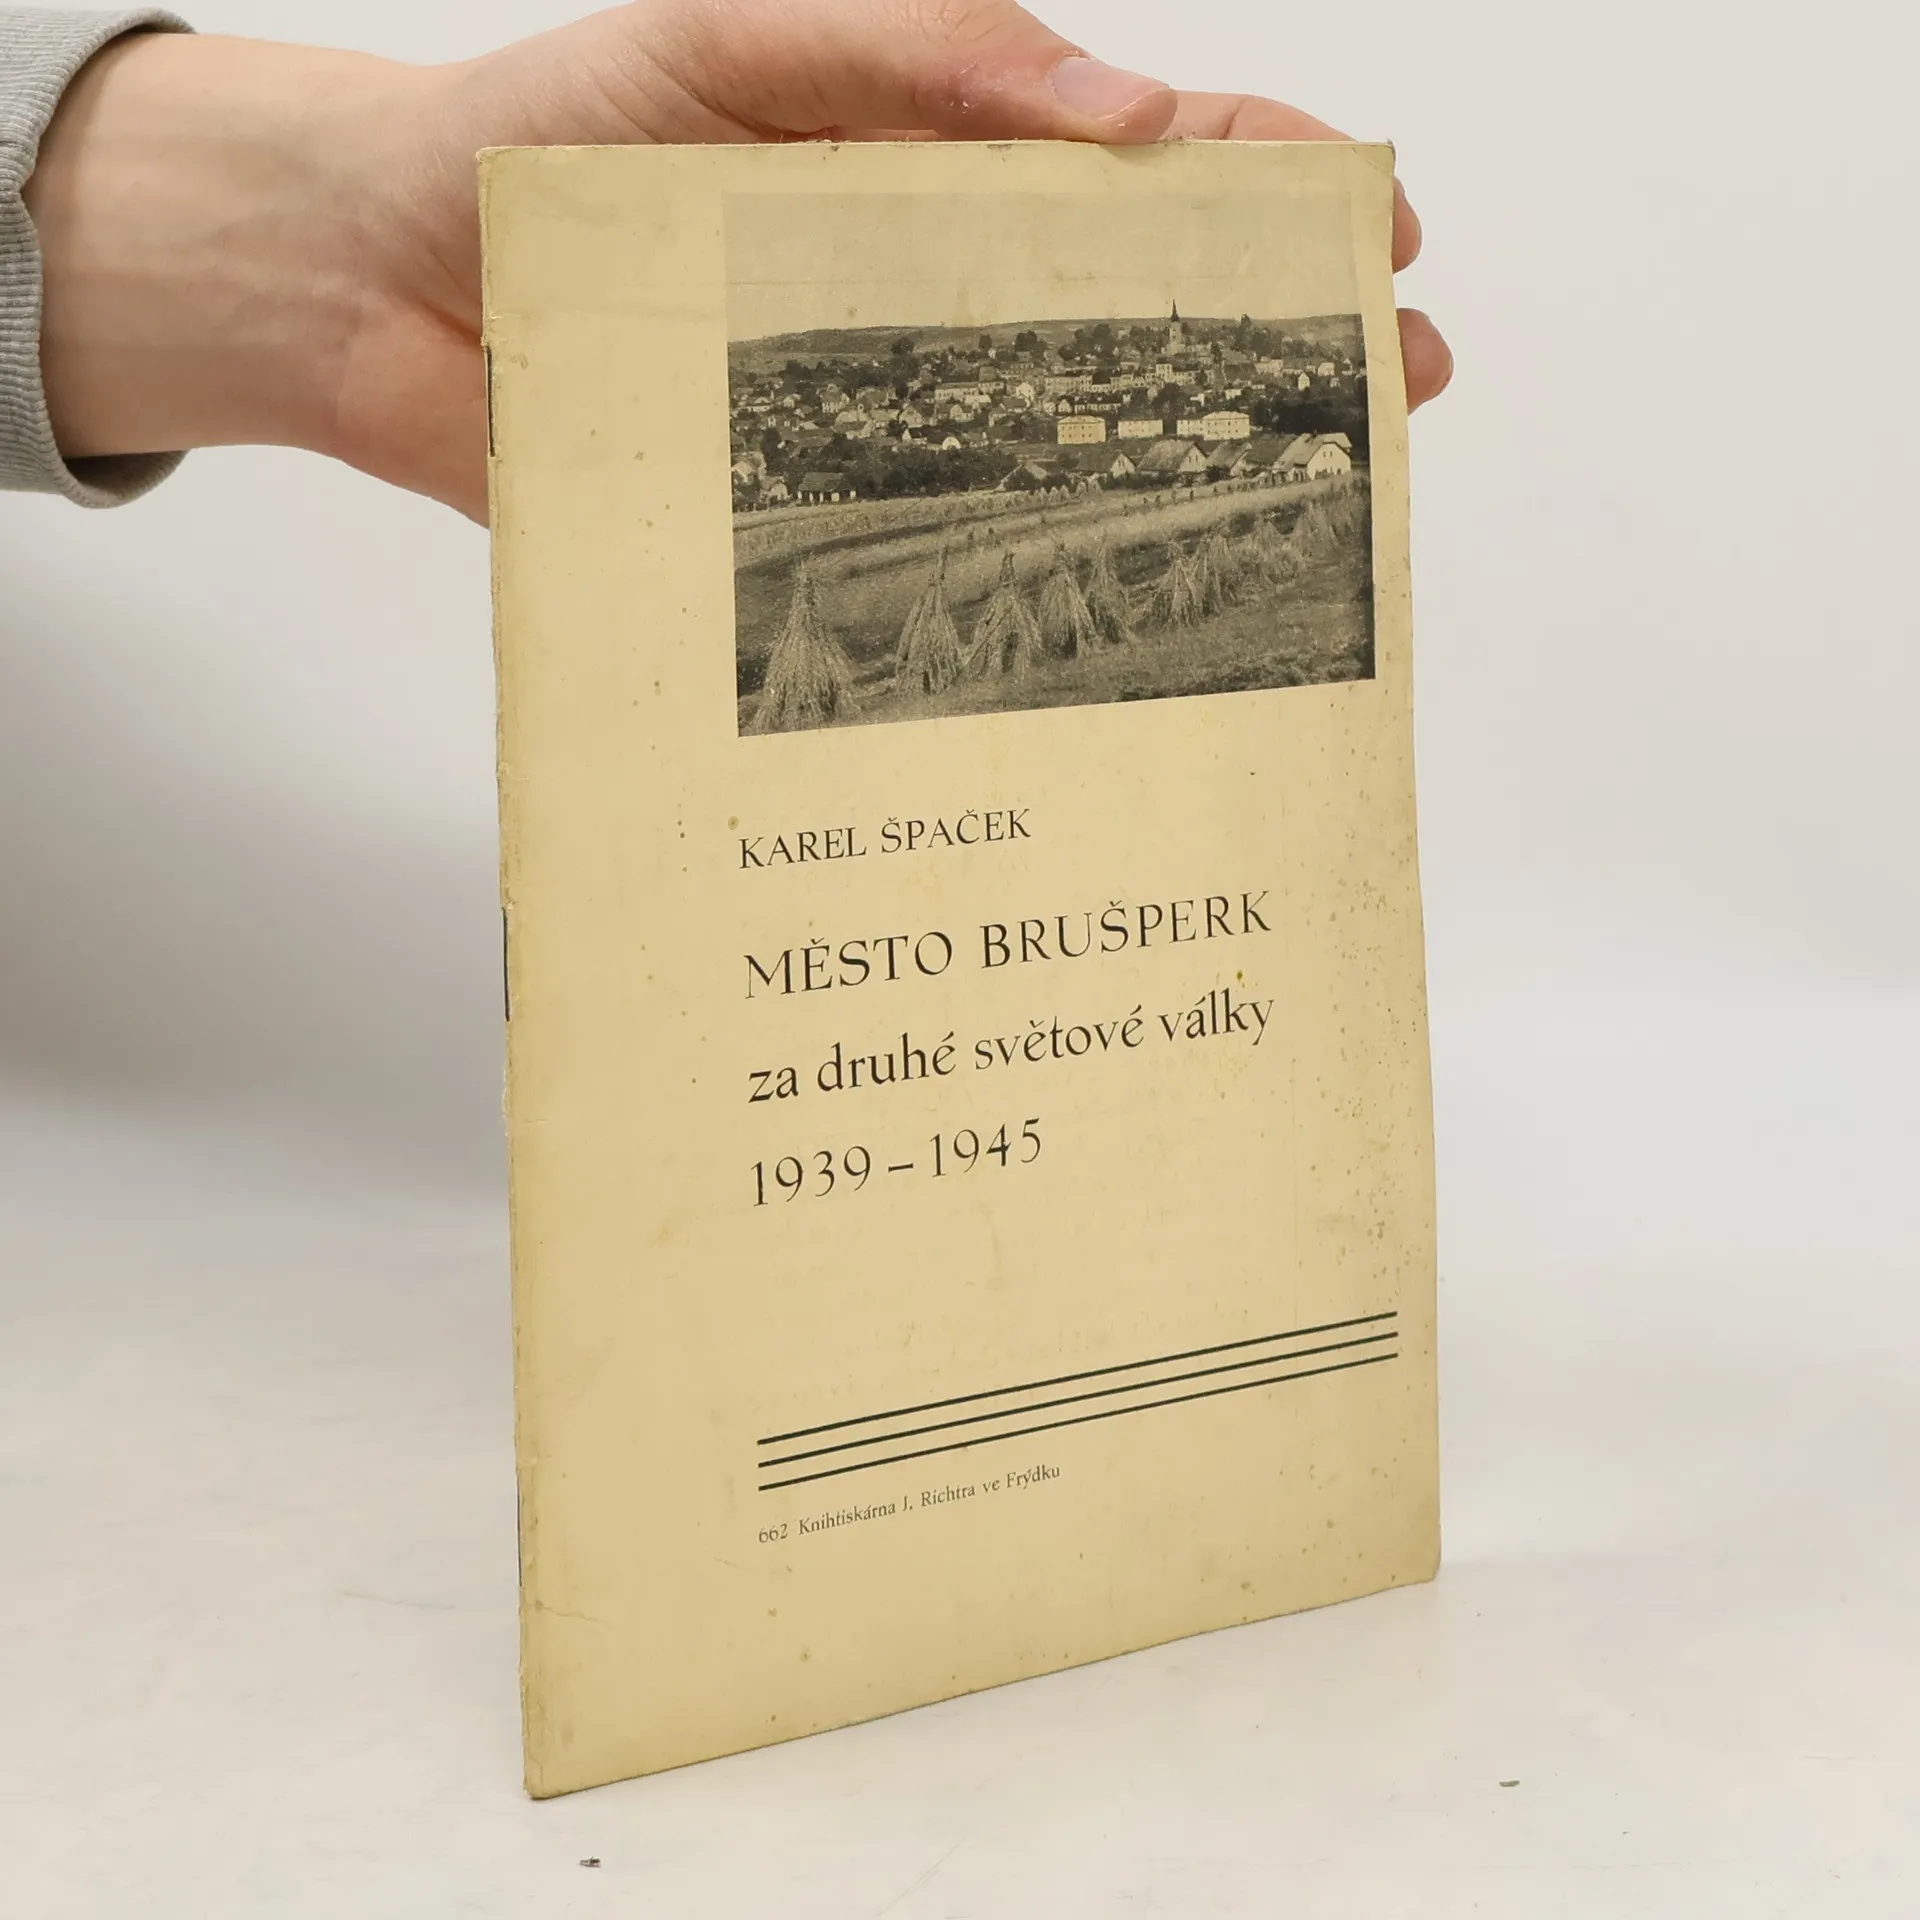 KAREL ŠPAČEK
MĚSTO BRUŠPERK
za druhé světové války
1939 – 1945
662 Knihtiskárna J. Richtra ve Frýdku